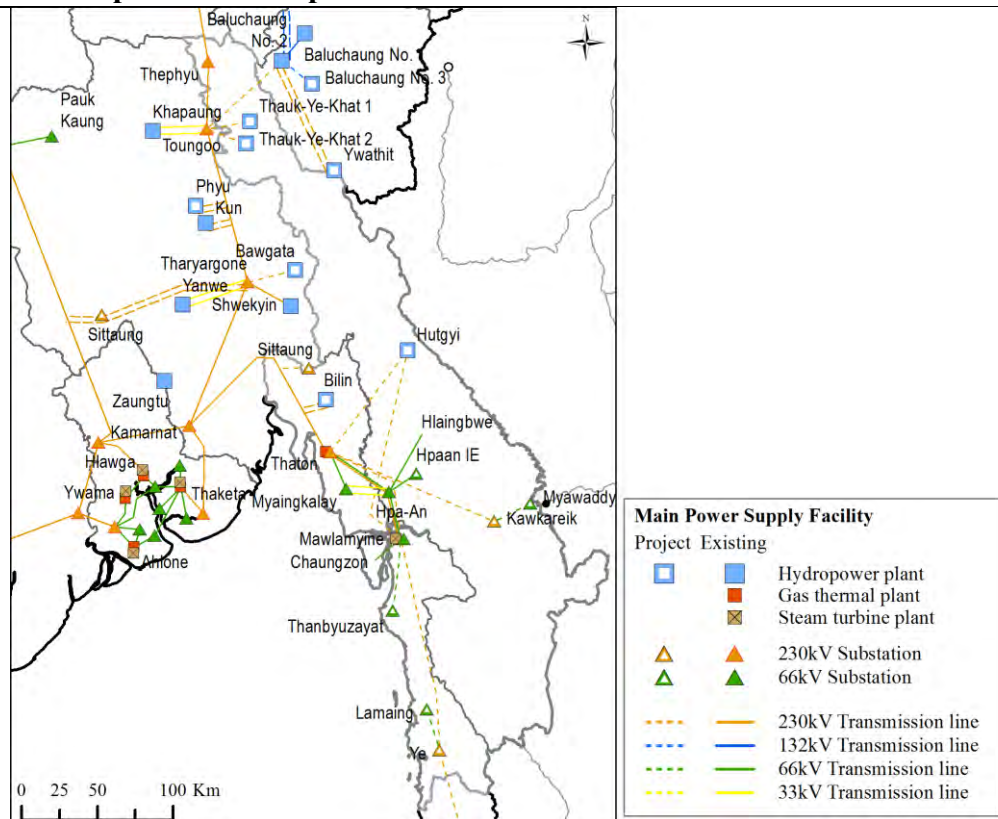 Baluchaung
No. 2
N
Baluchaung No. 1
Thephyu
Baluchaung No. 3
Pauk
Kaung
Khapaung
Thauk-Ye-Khat 1
Toungoo
Thauk-Ye-Khat 2
Ywathit
Phyu
Kun
Bawgata
Tharyargone
Yanwe
Shwekyin
Sittaung
Sittaung
Hutgyi
Bilin
Zaungtu
Kamarnat
Hlaingbwe
Hlawga
Thaton
Hpaan IE
Ywama
Thaketa
Myaingkalay
Myawaddy
Hpa-An
Kawkareik
Mawlamyine
Chaungzon
Ahlone
Thanbyuzayat
Lamaing
Ye
0 25 50 100 Km
Main Power Supply Facility
Project Existing
Hydropower plant
Gas thermal plant
Steam turbine plant
230kV Substation
66kV Substation
230kV Transmission line
132kV Transmission line
66kV Transmission line
33kV Transmission line